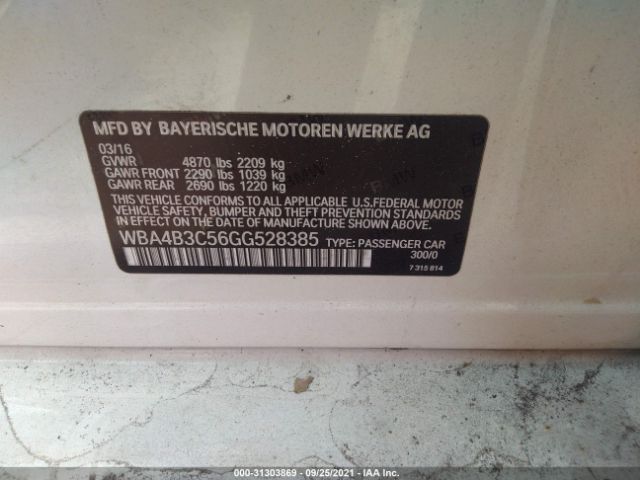 MFD BY BAYERISCHE MOTOREN WERKE AG
03/16
GVWR 4870 lbs 2209 kg
GAWR FRONT 2290 lbs 1039 kg
GAWR REAR 2690 lbs 1220 kg
THIS VEHICLE CONFORMS TO ALL APPLICABLE U.S.FEDERAL MOTOR
VEHICLE SAFETY, BUMPER AND THEFT PREVENTION STANDARDS
IN EFFECT ON THE DATE OF MANUFACTURE SHOWN ABOVE.
WBA4B3C56GG528385 TYPE: PASSENGER CAR
300/0
7 315 814
000-31303869 - 09/25/2021 - IAA Inc.